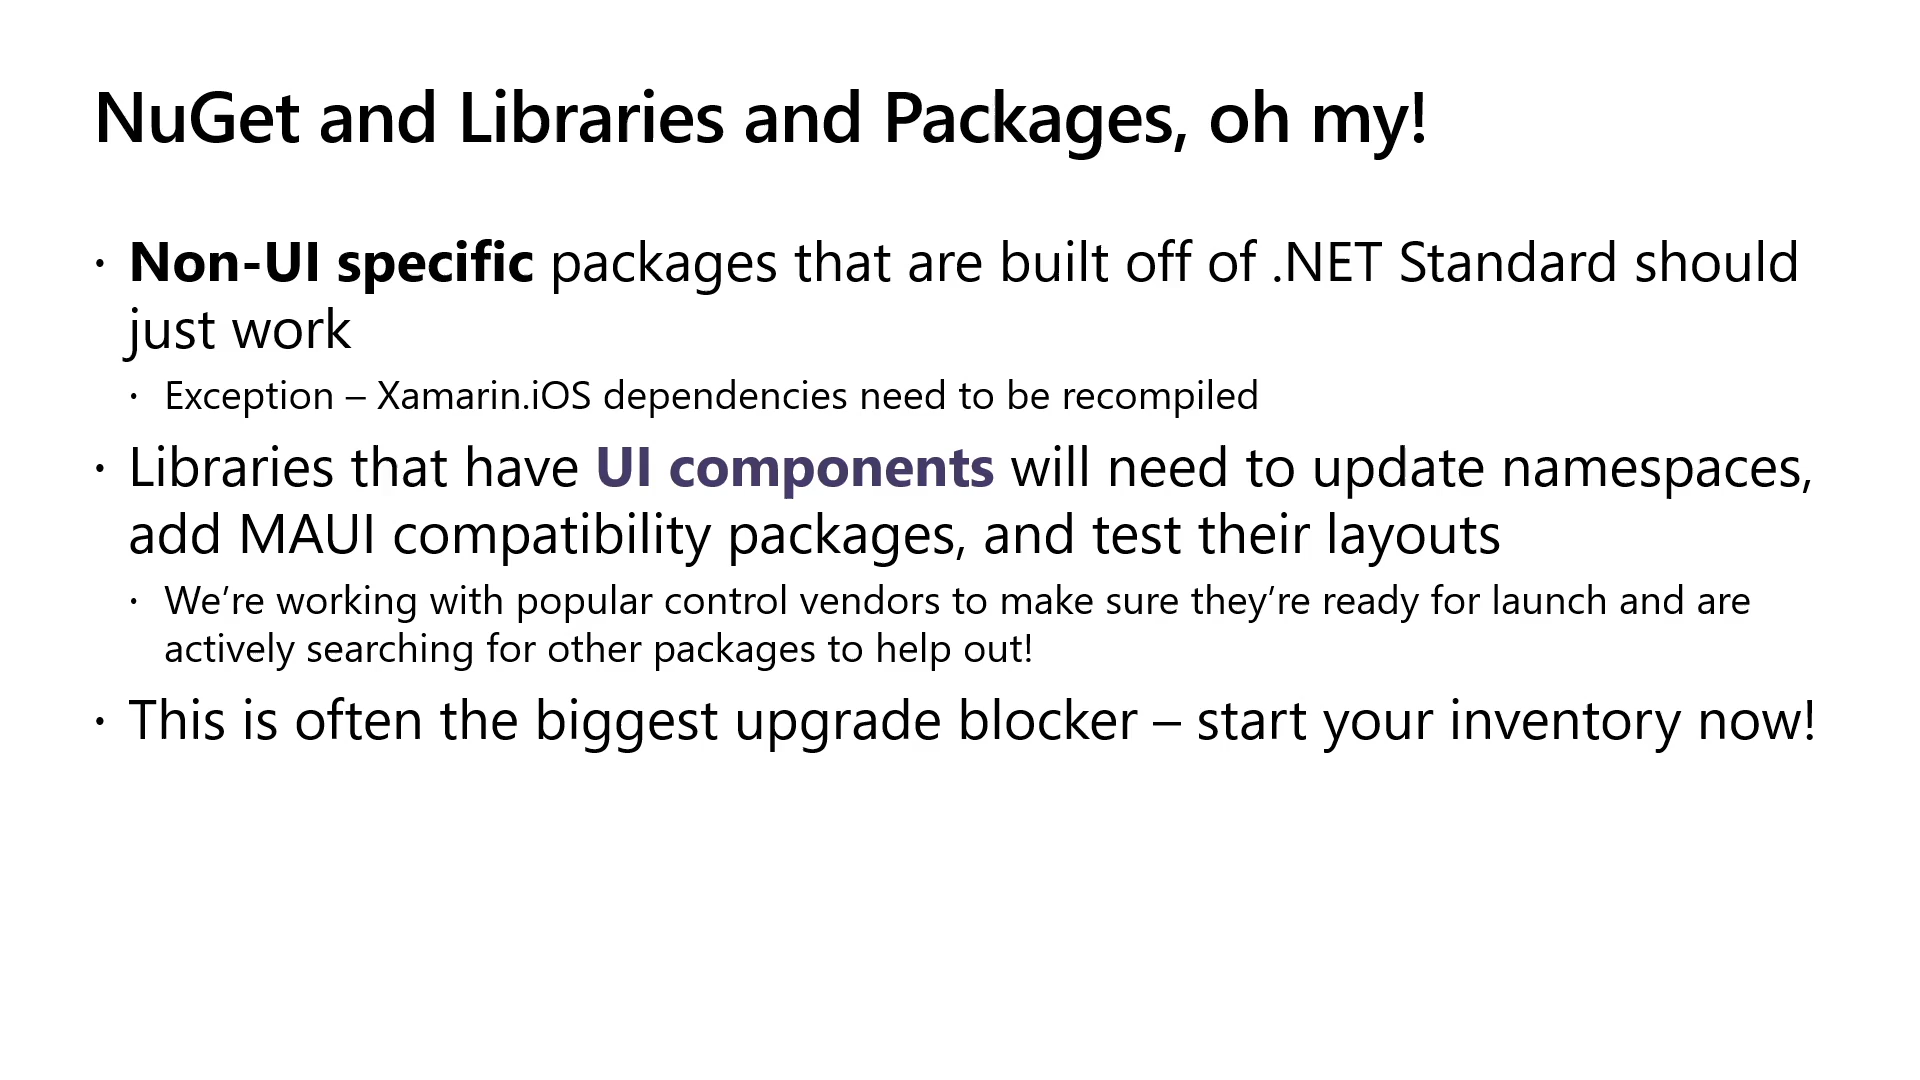 NuGet and Libraries and Packages, oh my!
· Non-UI specific packages that are built off of .NET Standard should
just work
· Exception – Xamarin.iOS dependencies need to be recompiled
· Libraries that have UI components will need to update namespaces,
add MAUI compatibility packages, and test their layouts
· We’re working with popular control vendors to make sure they’re ready for launch and are
actively searching for other packages to help out!
· This is often the biggest upgrade blocker – start your inventory now!